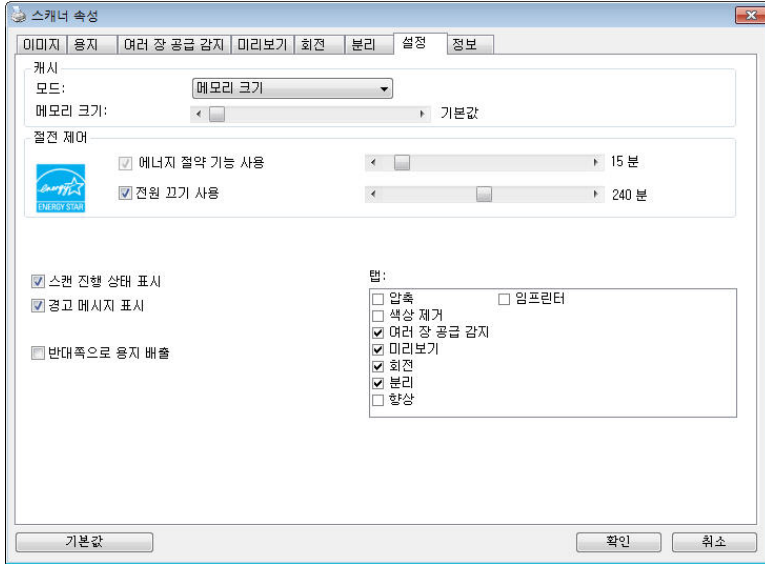 스캐너 속성
이미지 용지 여러 장 공급 감지 미리보기 회전 분리 설정 정보
캐시
모드: 메모리 크기
메모리 크기: 기본값
절전 제어
에너지 절약 기능 사용 15 분
energy
ENERGY STAR
전원 끄기 사용 240 분
스캔 진행 상태 표시
경고 메시지 표시
반대쪽으로 용지 배출
탭:
압축 임프린터
색상 제거
여러 장 공급 감지
미리보기
회전
분리
향상
기본값 확인 취소